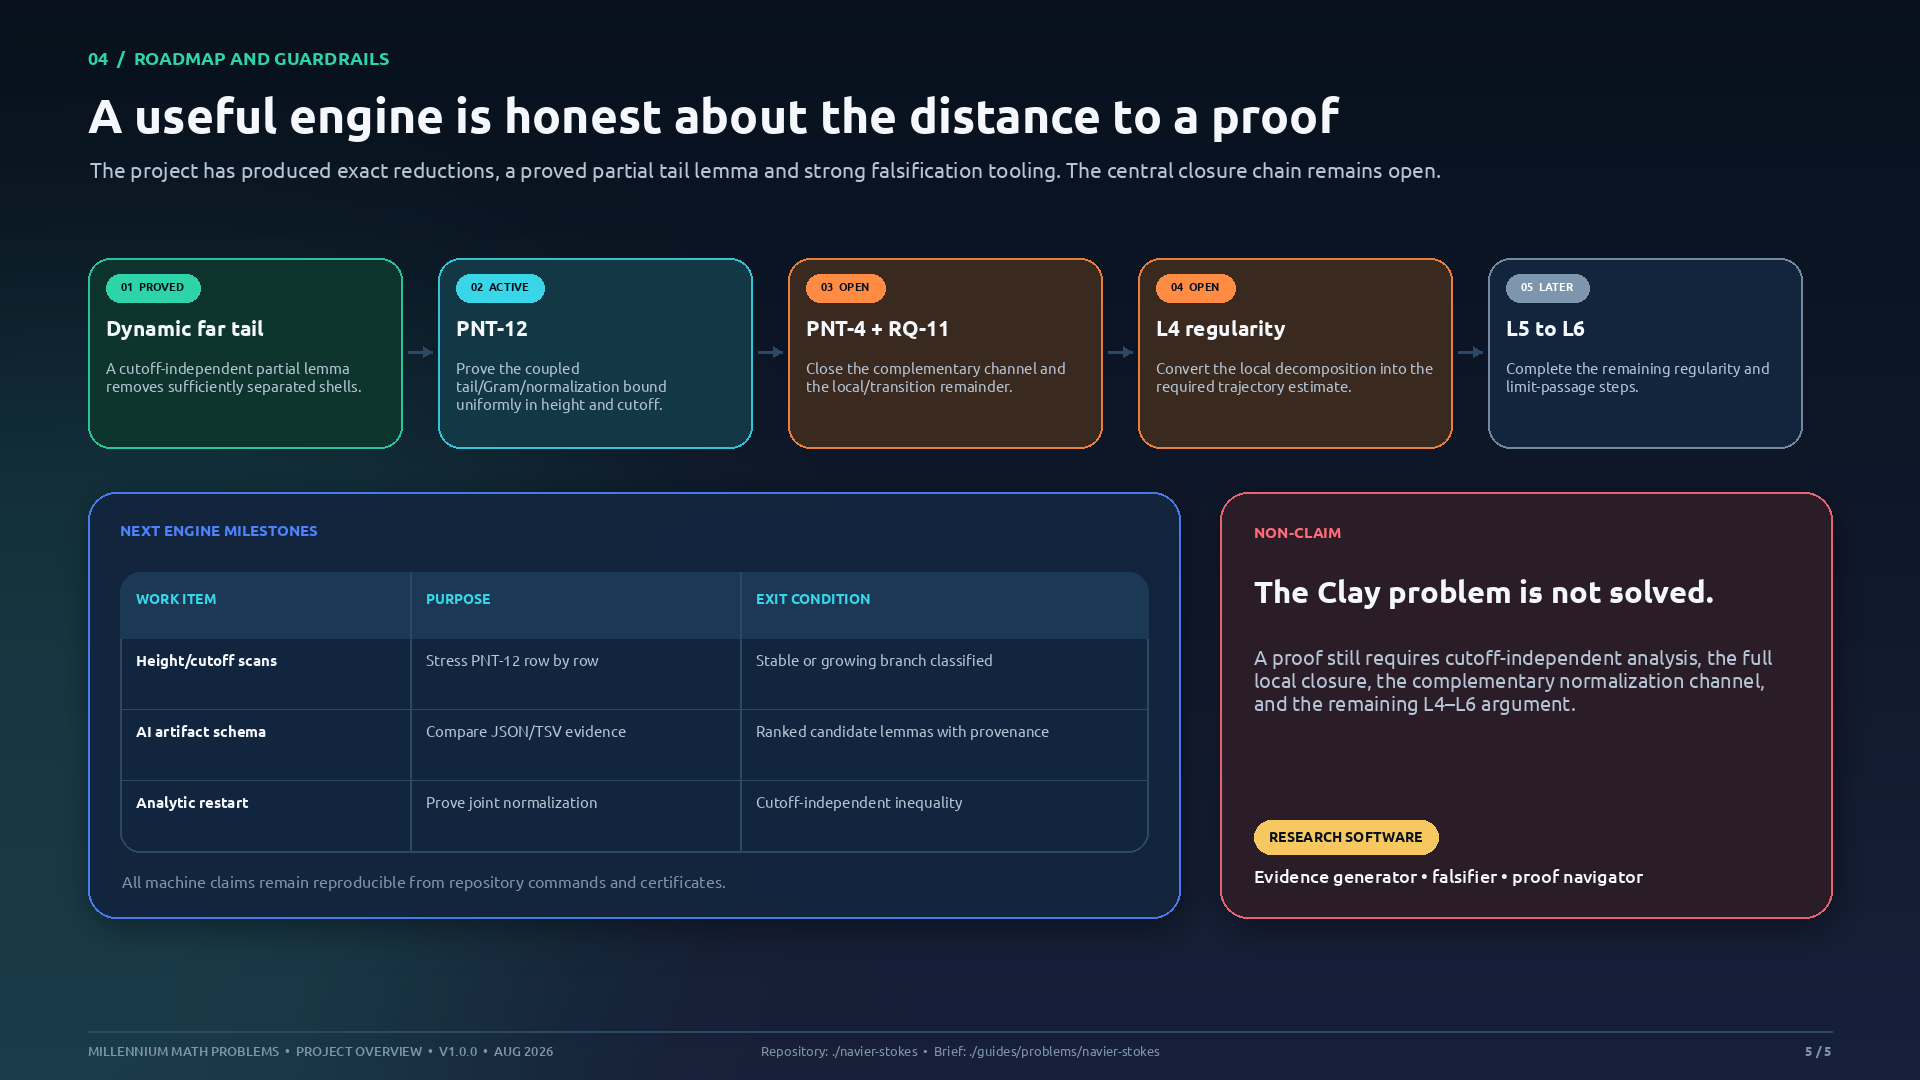 04 / ROADMAP AND GUARDRAILS
A useful engine is honest about the distance to a proof
The project has produced exact reductions, a proved partial tail lemma and strong falsification tooling. The central closure chain remains open.
01 PROVED
Dynamic far tail
A cutoff-independent partial lemma
removes sufficiently separated shells.
02 ACTIVE
PNT-12
Prove the coupled
tail/Gram/normalization bound
uniformly in height and cutoff.
03 OPEN
PNT-4 + RQ-11
Close the complementary channel and
the local/transition remainder.
04 OPEN
L4 regularity
Convert the local decomposition into the
required trajectory estimate.
05 LATER
L5 to L6
Complete the remaining regularity and
limit-passage steps.
NEXT ENGINE MILESTONES
WORK ITEM PURPOSE EXIT CONDITION
Height/cutoff scans Stress PNT-12 row by row Stable or growing branch classified
AI artifact schema Compare JSON/TSV evidence Ranked candidate lemmas with provenance
Analytic restart Prove joint normalization Cutoff-independent inequality
All machine claims remain reproducible from repository commands and certificates.
NON-CLAIM
The Clay problem is not solved.
A proof still requires cutoff-independent analysis, the full
local closure, the complementary normalization channel,
and the remaining L4–L6 argument.
RESEARCH SOFTWARE
Evidence generator • falsifier • proof navigator
MILLENNIUM MATH PROBLEMS • PROJECT OVERVIEW • V1.0.0 • AUG 2026
Repository: ./navier-stokes • Brief: ./guides/problems/navier-stokes
5 / 5